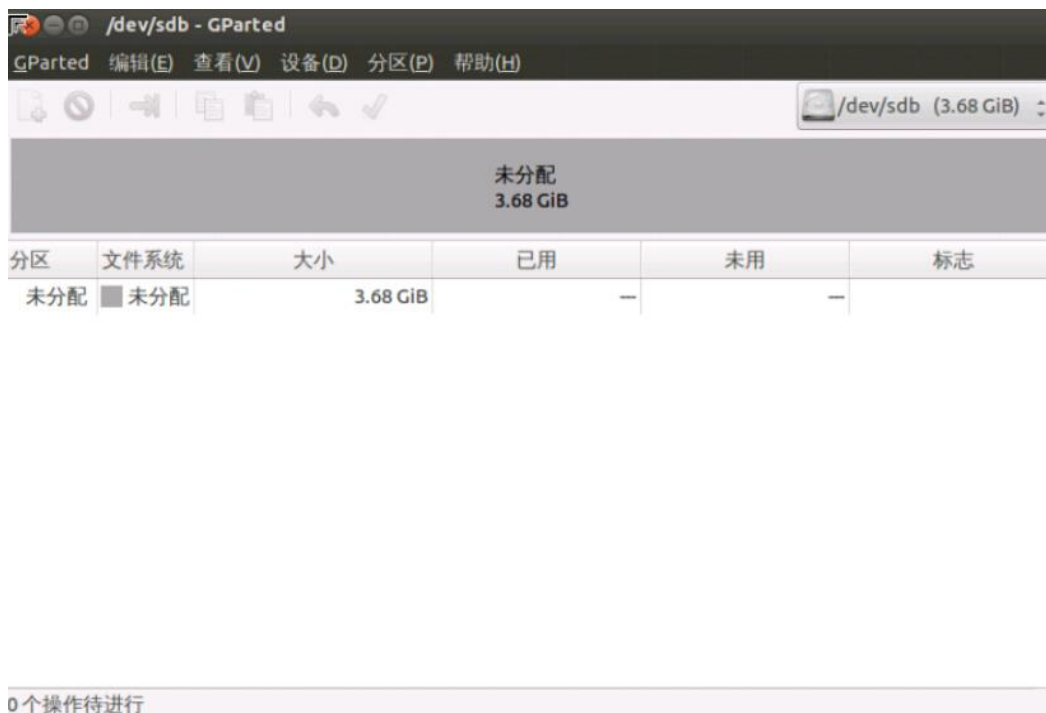 /dev/sdb - GParted
GParted 编辑(E) 查看(V) 设备(D) 分区(P) 帮助(H)
/dev/sdb (3.68 GiB)
未分配
3.68 GiB
分区 文件系统 大小 已用 未用 标志
未分配 未分配 3.68 GiB --- ---
0 个操作待进行